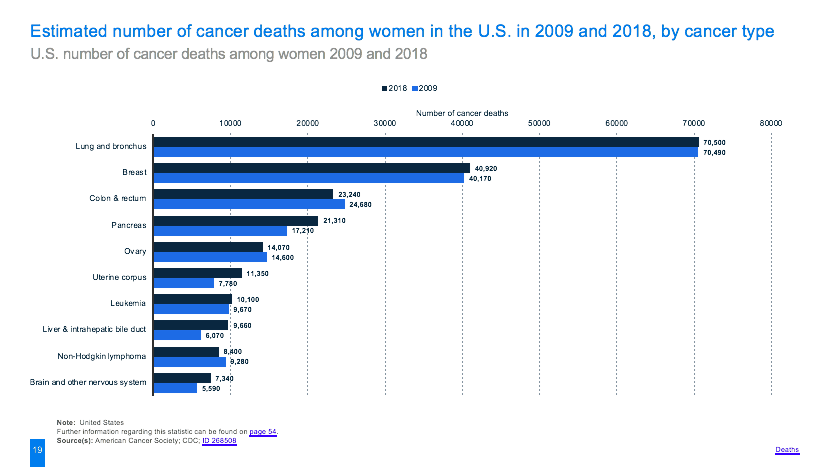 Estimated number of cancer deaths among women in the U.S. in 2009 and 2018, by cancer type
U.S. number of cancer deaths among women 2009 and 2018
2018 2009
Number of cancer deaths
0 10000 20000 30000 40000 50000 60000 70000 80000
Lung and bronchus 70,500
70,490
Breast 40,920
40,170
Colon & rectum 23,240
24,680
Pancreas 21,310
17,210
Ovary 14,070
14,600
Uterine corpus 11,350
7,780
Leukemia 10,100
9,670
Liver & intrahepatic bile duct 9,660
6,070
Non-Hodgkin lymphoma 8,400
9,280
Brain and other nervous system 7,340
5,590
Note: United States
Further information regarding this statistic can be found on page 54.
Source(s): American Cancer Society; CDC; ID 268508
19
Deaths